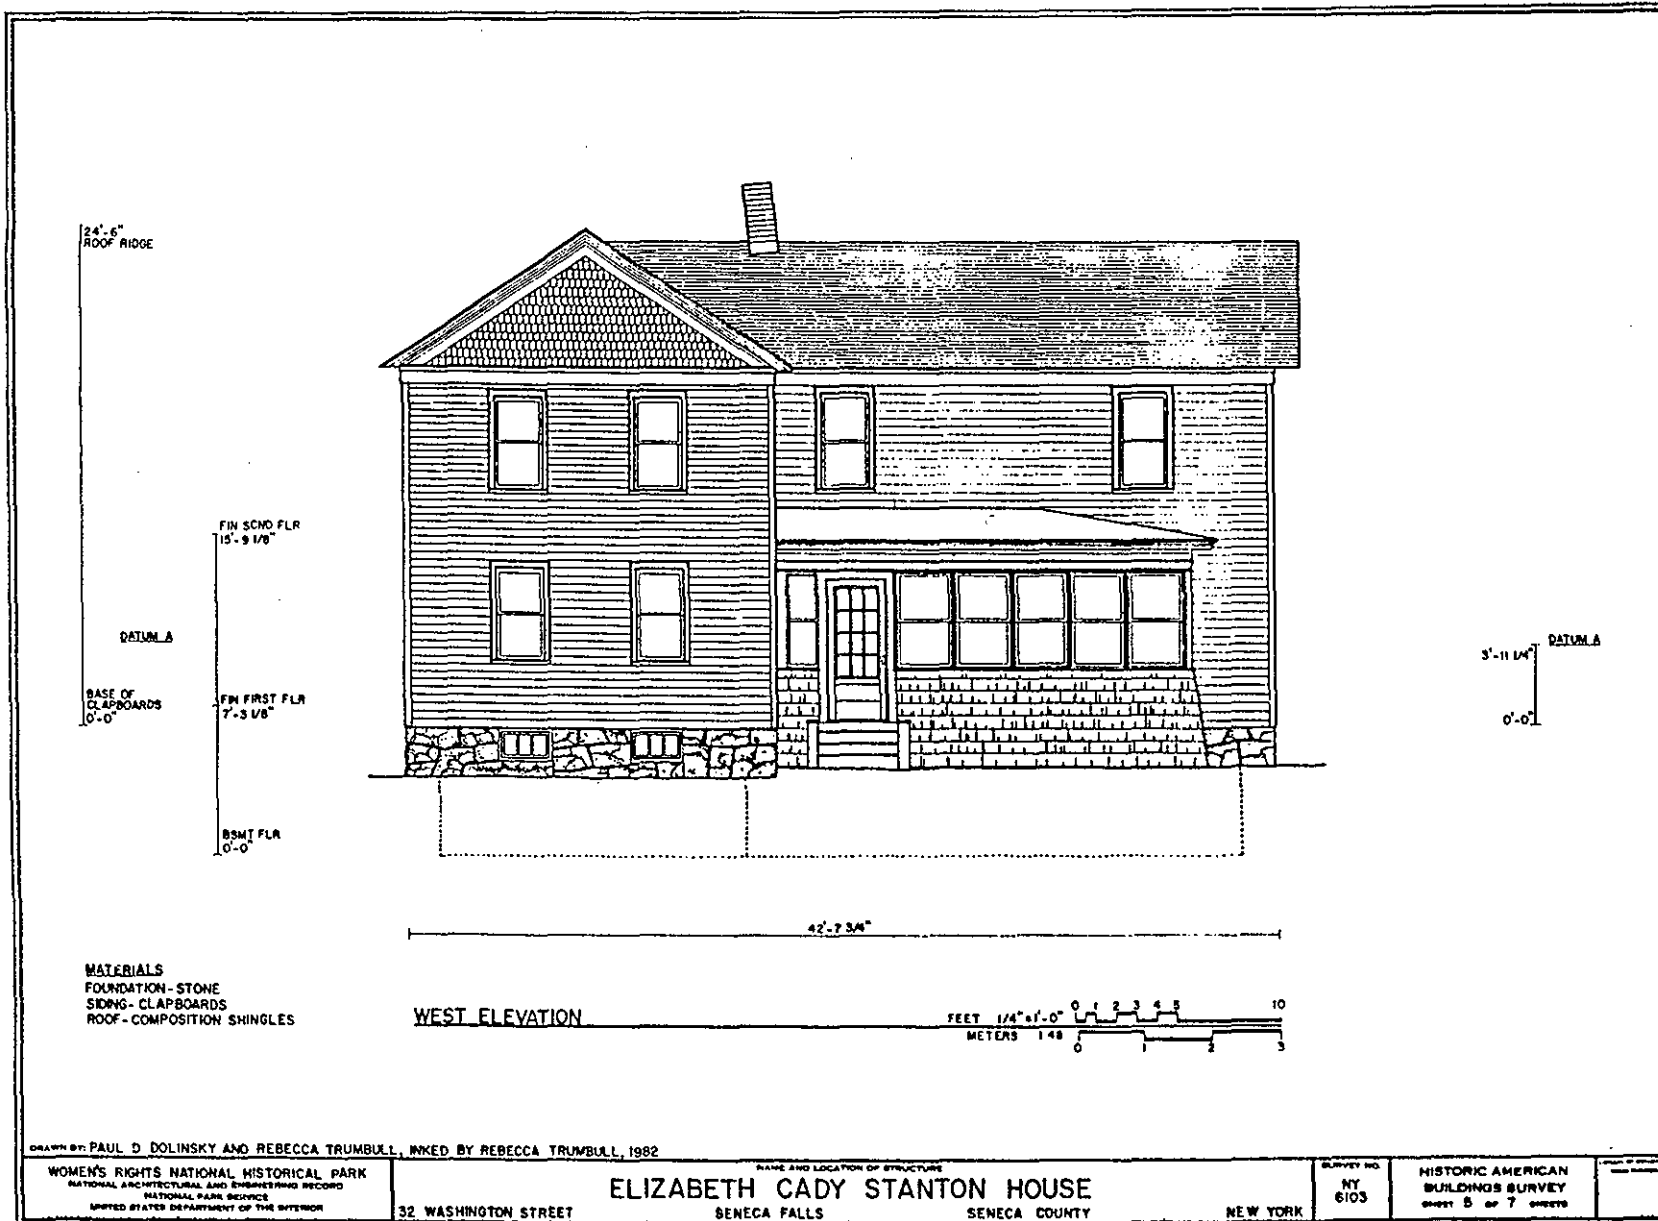 24'-6"
ROOF RIDGE
FIN SCND FLR
15'-9 1/8"
DATUM A
BASE OF
CLAPBOARDS
0'-0"
FIN FIRST FLR
7'-3 1/8"
BSMT FLR
0'-0"
DATUM A
3'-11 1/4"
0'-0"
42'-7 3/4"
MATERIALS
FOUNDATION - STONE
SIDING - CLAPBOARDS
ROOF - COMPOSITION SHINGLES
WEST ELEVATION
FEET 1/4"=1'-0" 0 1 2 3 4 5 10
METERS 1:48 0 1 2 3
DRAWN BY: PAUL D DOLINSKY AND REBECCA TRUMBULL, INKED BY REBECCA TRUMBULL, 1982
WOMEN'S RIGHTS NATIONAL HISTORICAL PARK
NATIONAL ARCHITECTURAL AND ENGINEERING RECORD
NATIONAL PARK SERVICE
UNITED STATES DEPARTMENT OF THE INTERIOR
NAME AND LOCATION OF STRUCTURE
ELIZABETH CADY STANTON HOUSE
32 WASHINGTON STREET SENECA FALLS SENECA COUNTY NEW YORK
SURVEY NO.
NY
6103
HISTORIC AMERICAN
BUILDINGS SURVEY
SHEET 5 OF 7 SHEETS